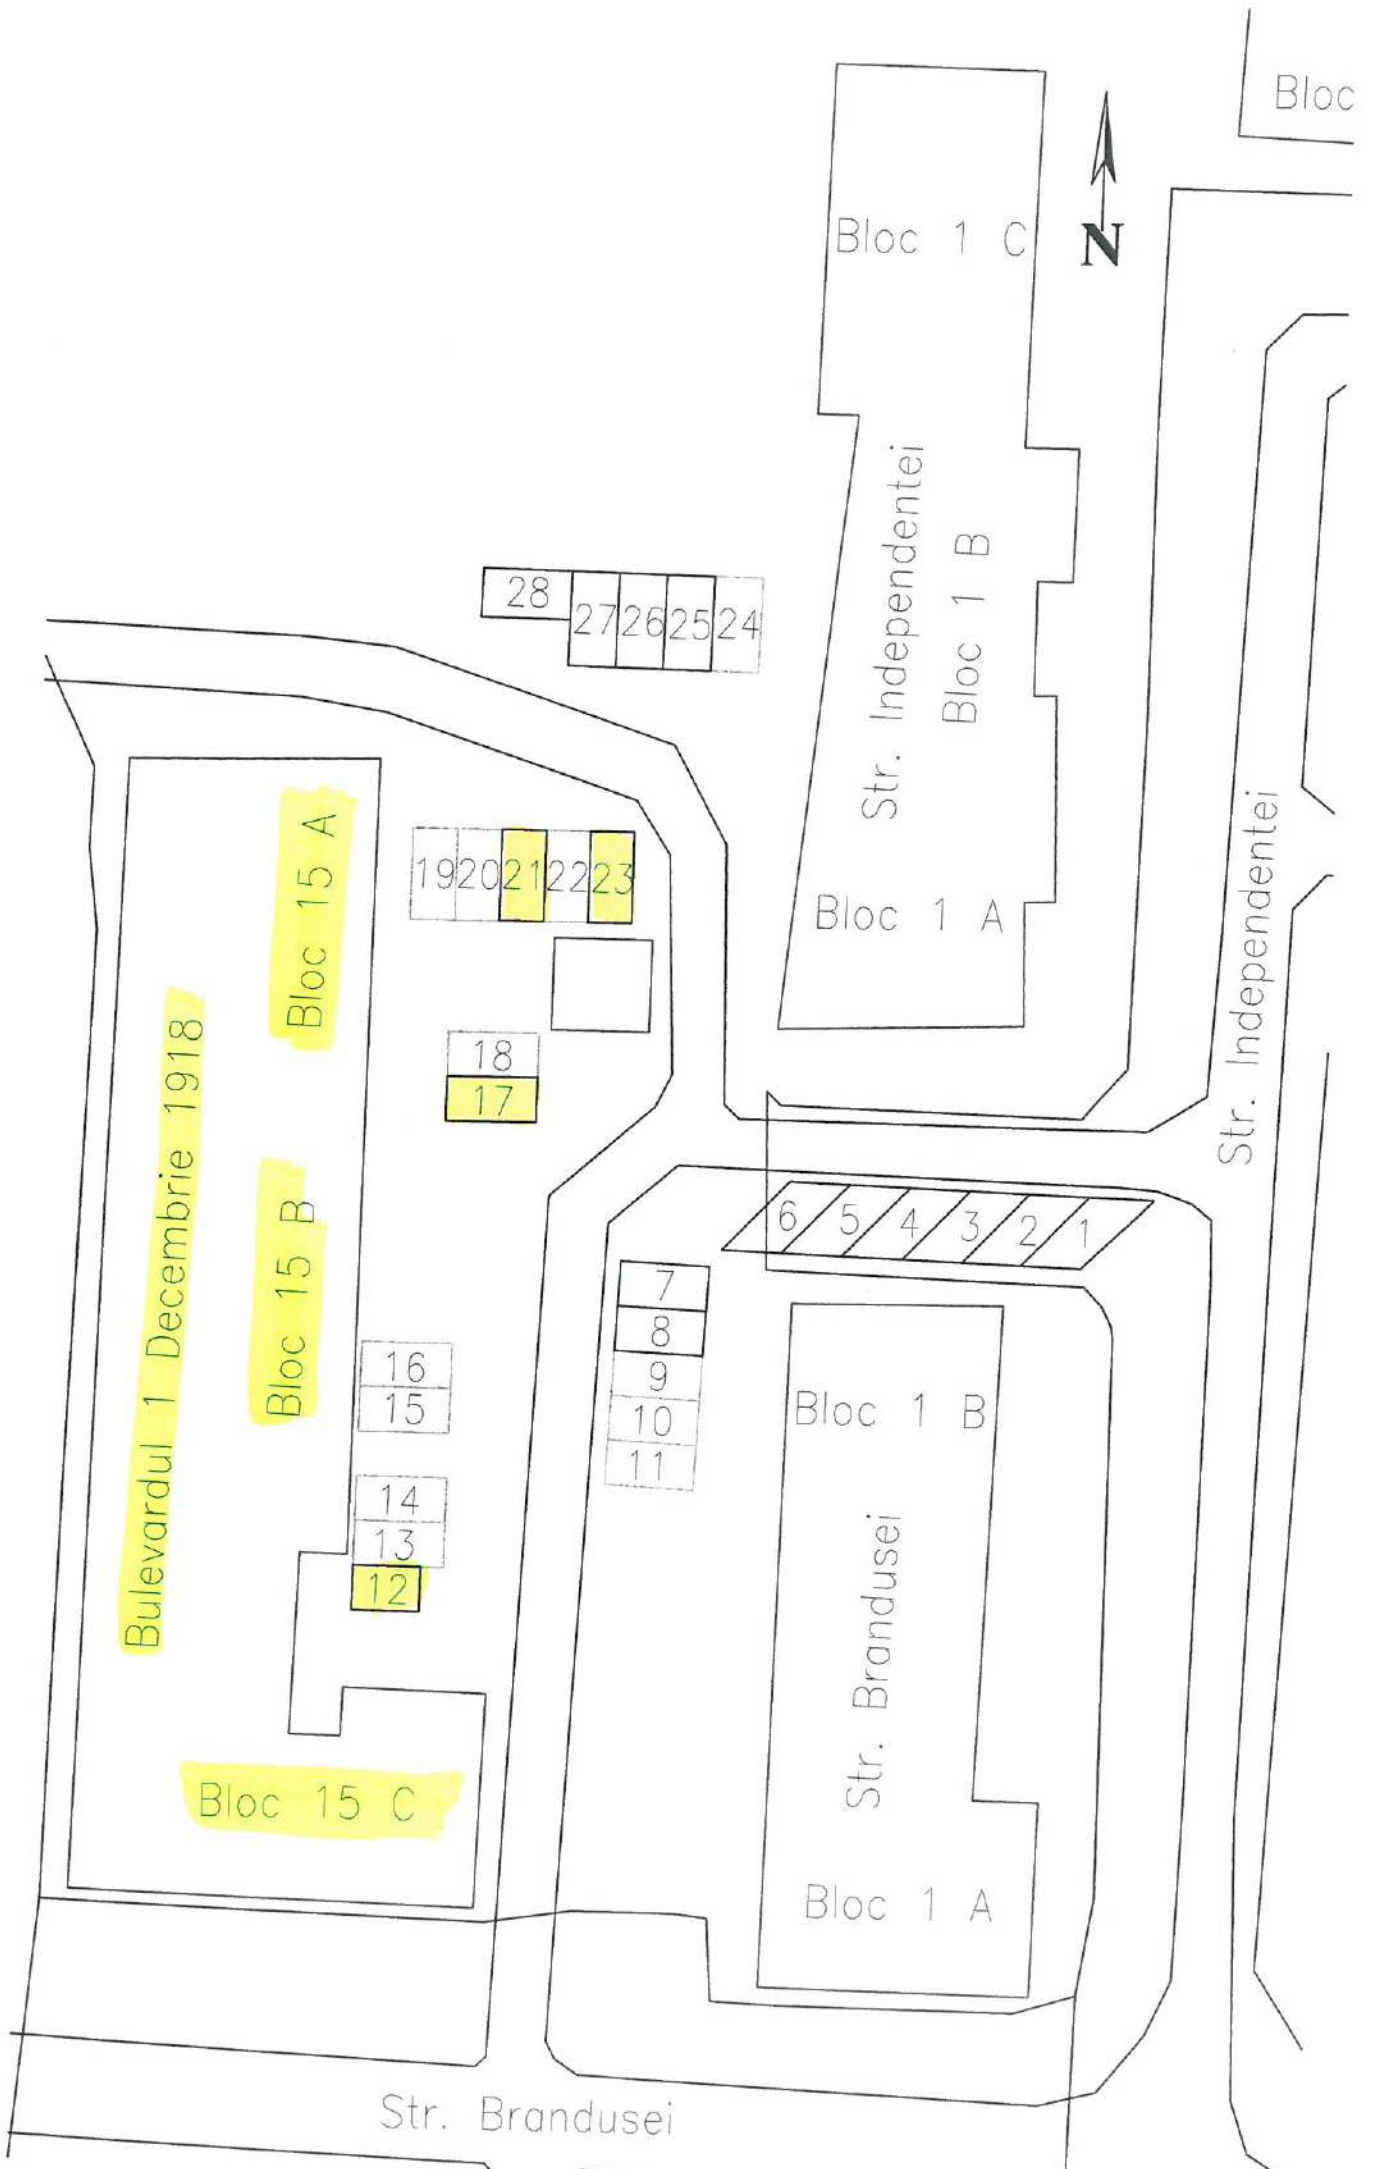 Bloc
Bloc 1 C
N
Str. Independentei
Bloc 1 B
Bloc 1 A
28
27
26
25
24
Bloc 15 A
19
20
21
22
23
18
17
Bulevardul 1 Decembrie 1918
Bloc 15 B
Str. Independentei
6
5
4
3
2
1
7
8
9
10
11
16
15
14
13
12
Bloc 1 B
Str. Brandusei
Bloc 15 C
Bloc 1 A
Str. Brandusei